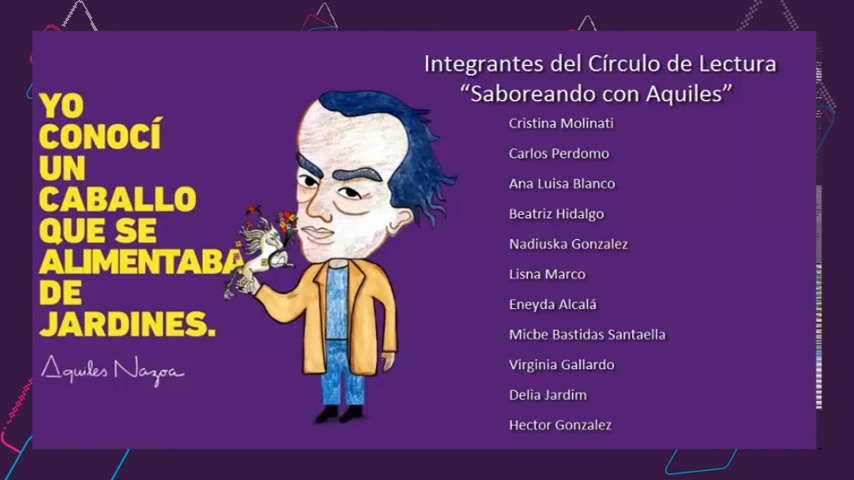 YO
CONOCÍ
UN
CABALLO
QUE SE
ALIMENTABA
DE
JARDINES.
Aquiles Nazoa
Integrantes del Círculo de Lectura
“Saboreando con Aquiles”
Cristina Molinati
Carlos Perdomo
Ana Luisa Blanco
Beatriz Hidalgo
Nadiuska Gonzalez
Lisna Marco
Eneyda Alcalá
Micbe Bastidas Santaella
Virginia Gallardo
Delia Jardim
Hector Gonzalez